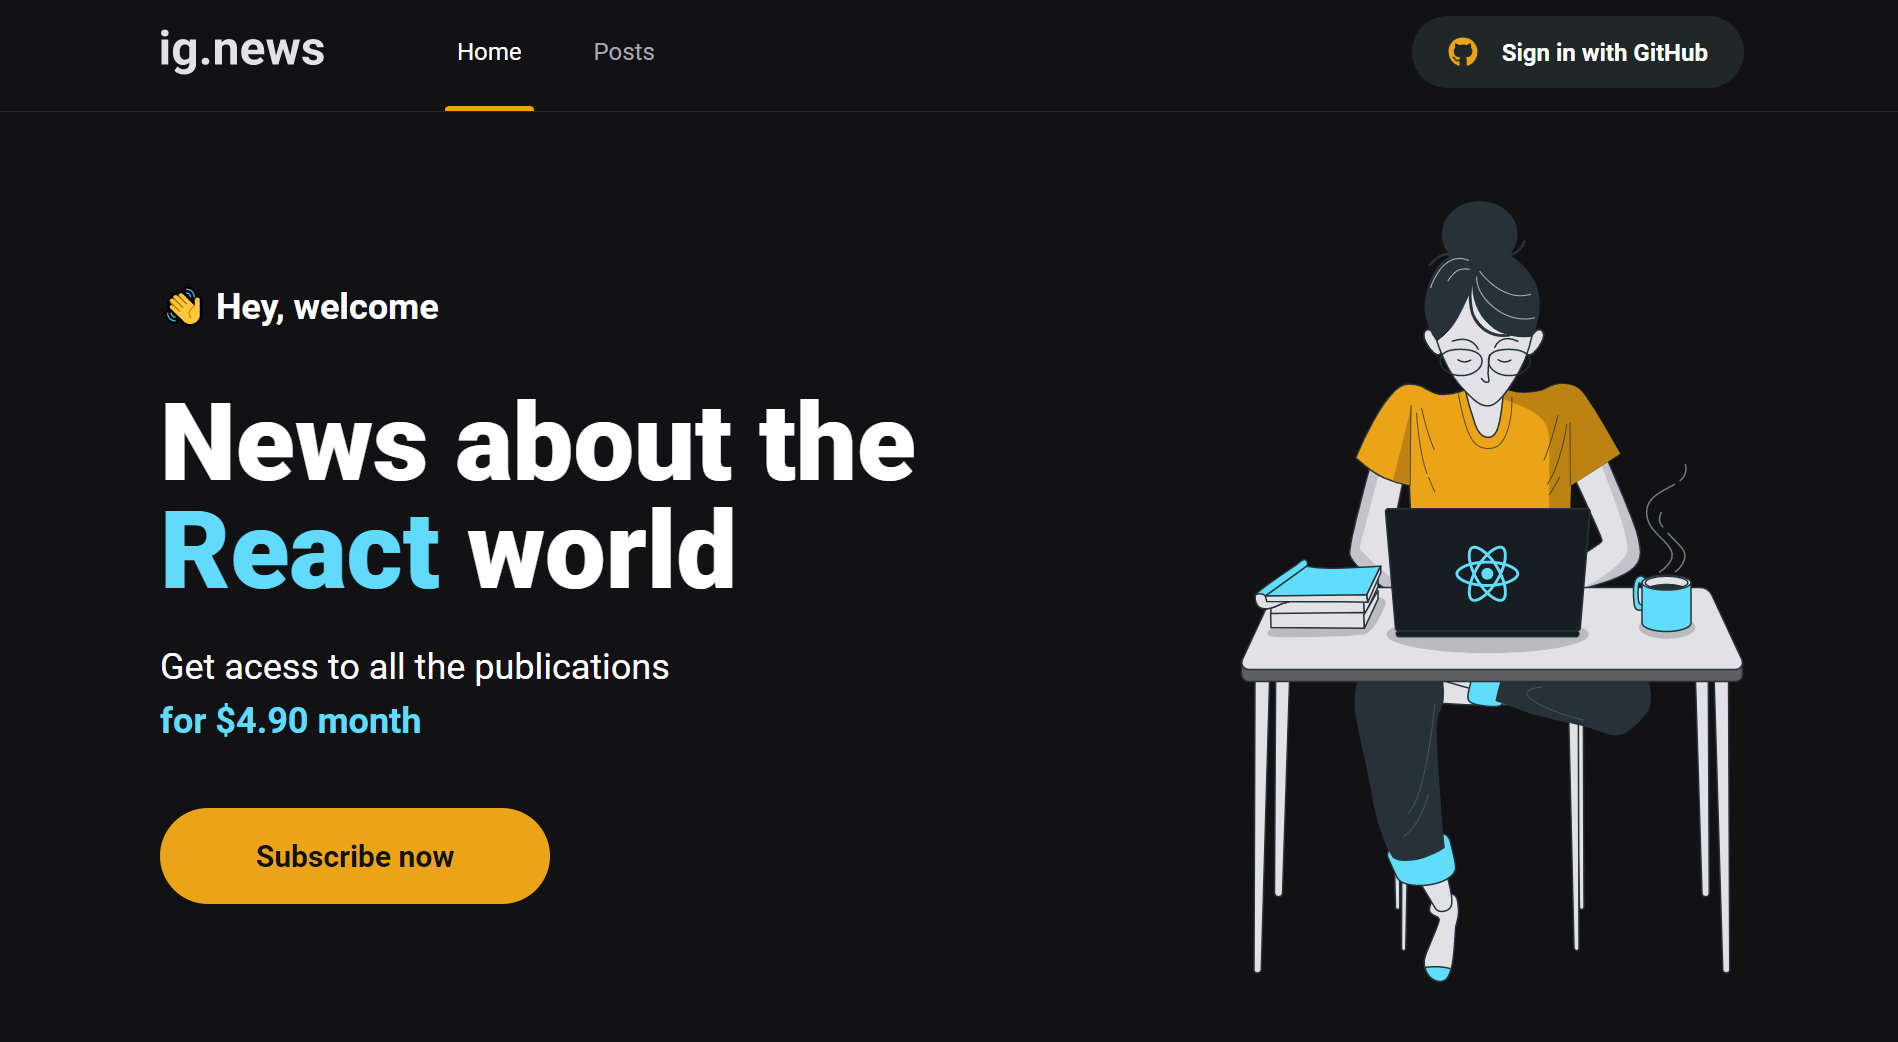 ig.news
Home
Posts
Sign in with GitHub
👋 Hey, welcome
News about the
React world
Get acess to all the publications
for $4.90 month
Subscribe now